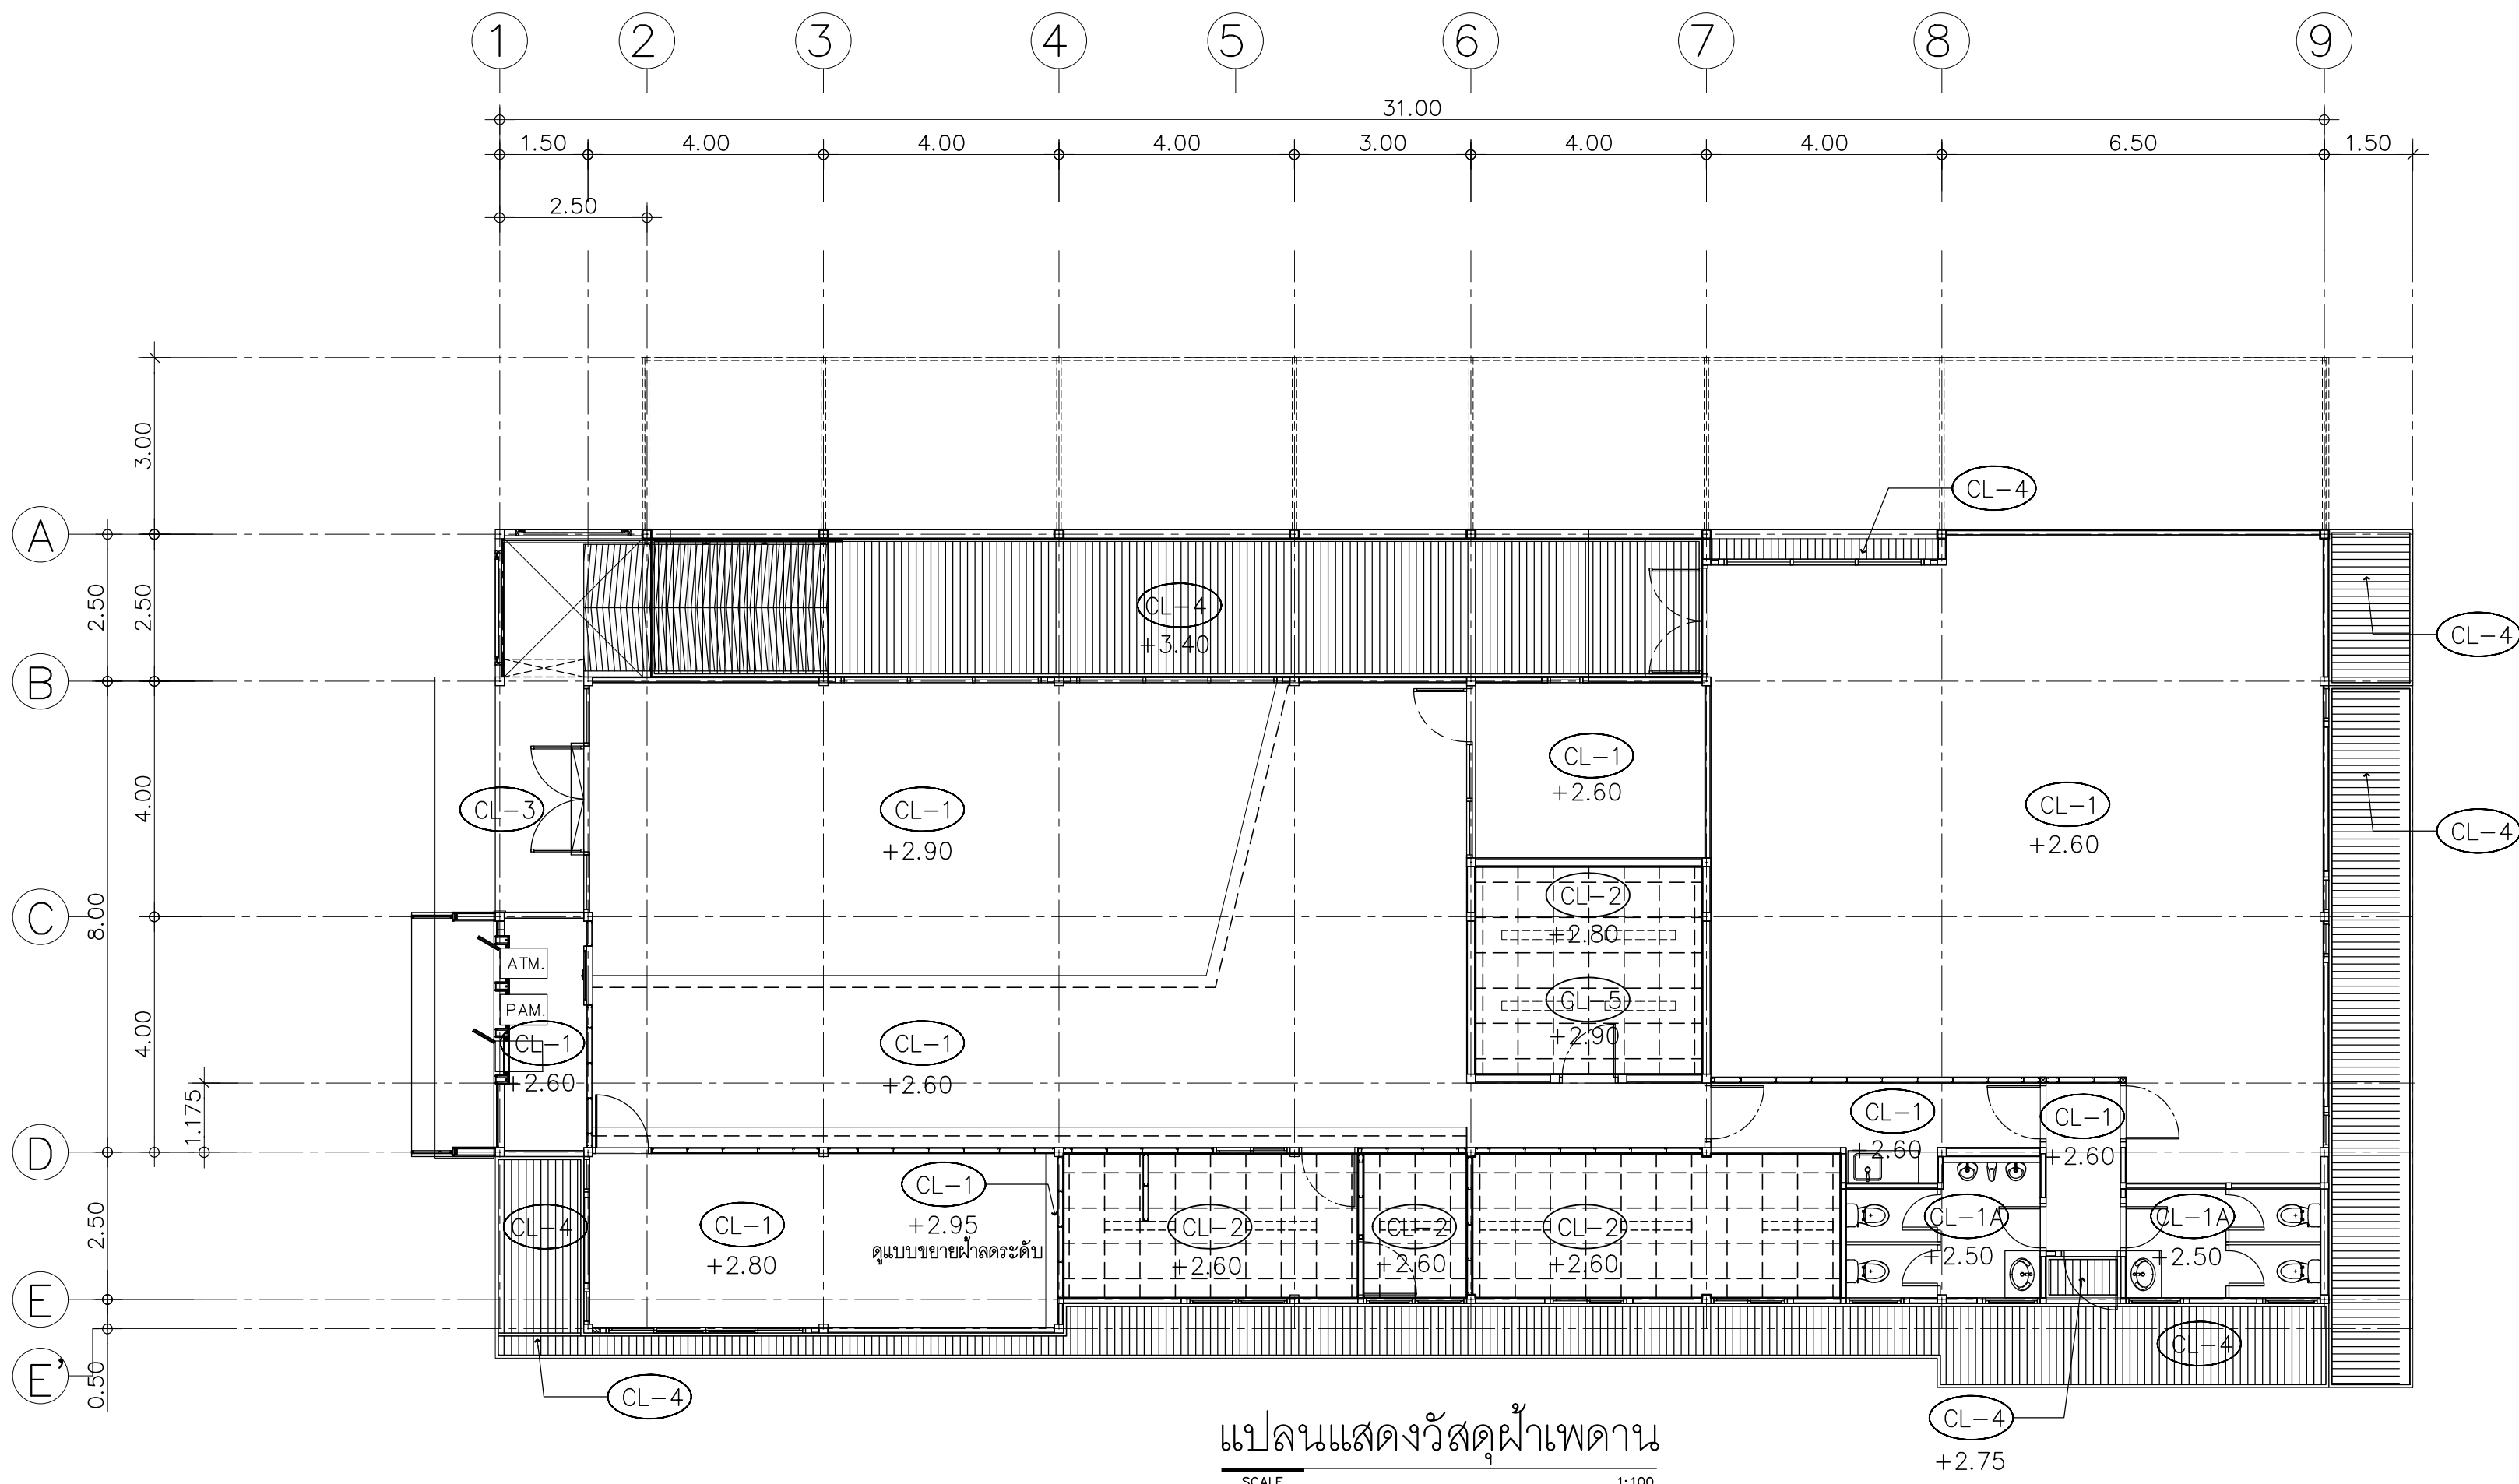 1
2
3
4
5
6
7
8
9
31.00
1.50
4.00
4.00
4.00
3.00
4.00
4.00
6.50
1.50
2.50
3.00
CL-4
A
2.50
2.50
CL-4
+3.40
CL-4
B
CL-1
+2.60
4.00
CL-3
CL-1
+2.90
CL-1
+2.60
CL-4
C
8.00
CL-2
+2.80
ATM.
PAM.
CL-5
+2.90
4.00
CL-1
+2.60
CL-1
+2.60
1.175
CL-1
+2.60
CL-1
+2.60
D
CL-1
+2.95
ดูแบบขยายฝ้าลดระดับ
2.50
CL-4
CL-1
+2.80
CL-2
+2.60
CL-2
+2.60
CL-2
+2.60
CL-1A
+2.50
CL-1A
+2.50
E
CL-4
E'
0.50
CL-4
CL-4
+2.75
แปลนแสดงวัสดุฝ้าเพดาน
SCALE 1:100